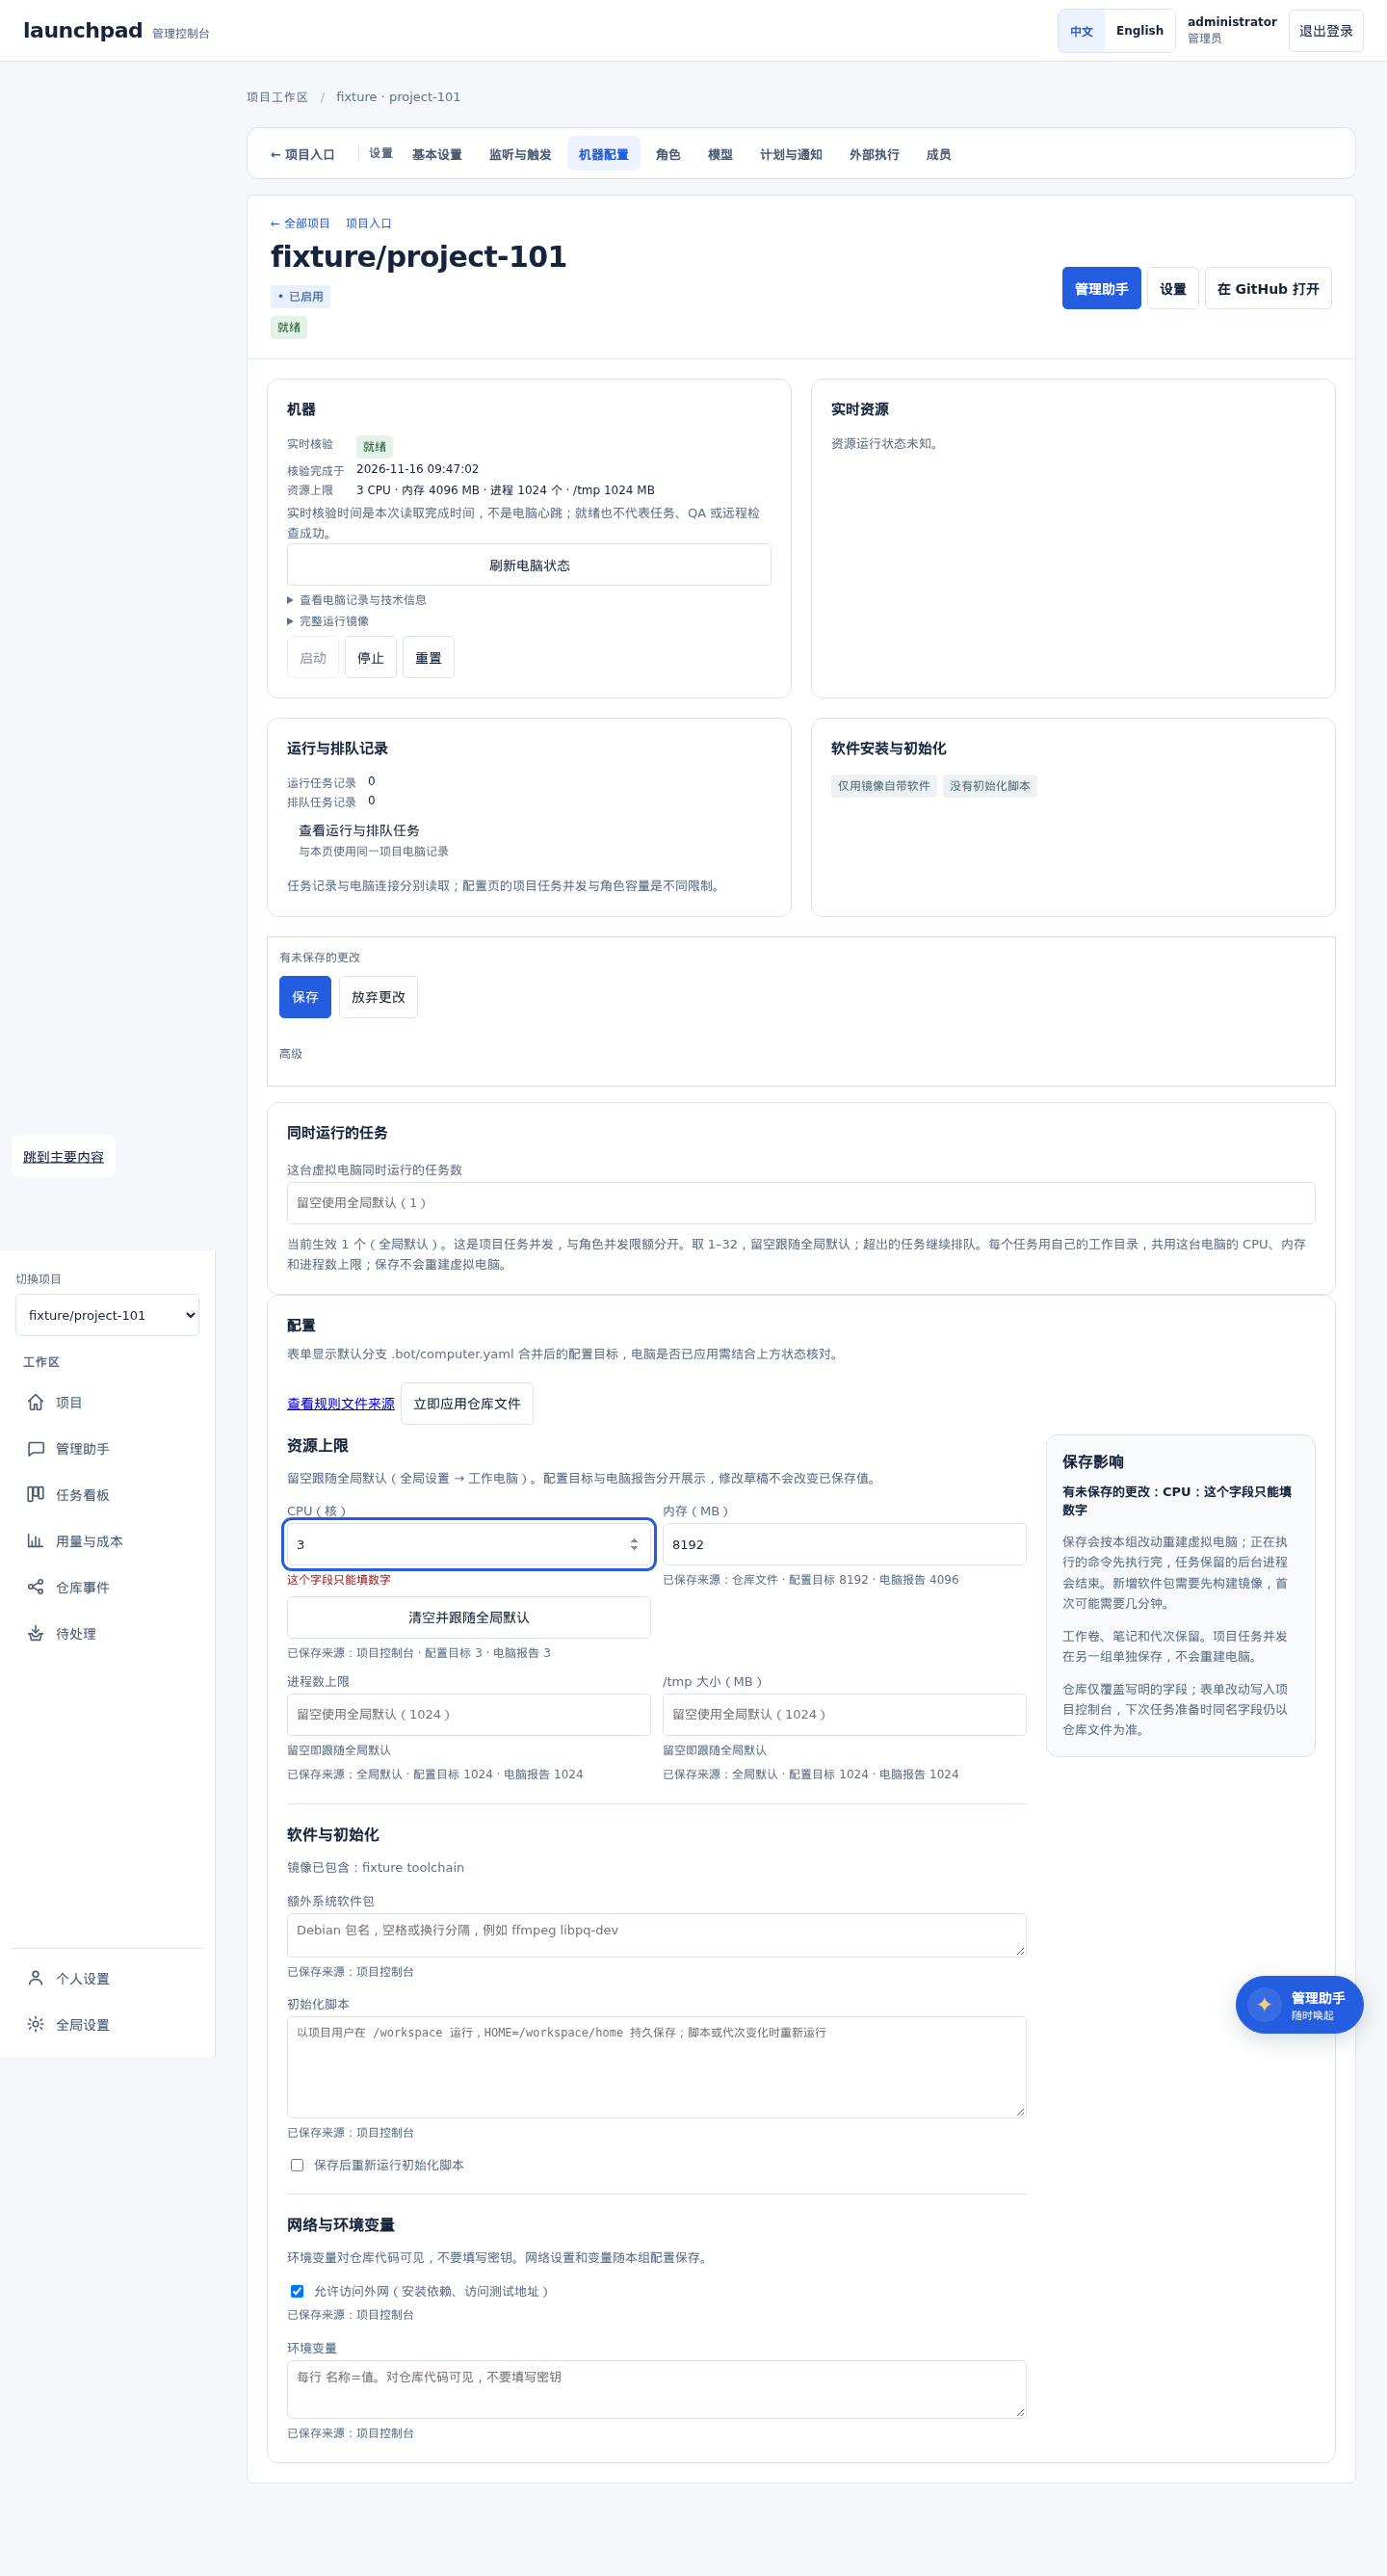 launchpad 管理控制台
中文 English
administrator
管理员
退出登录
项目工作区 / fixture · project-101
← 项目入口 设置 基本设置 监听与触发 机器配置 角色 模型 计划与通知 外部执行 成员
← 全部项目 项目入口
fixture/project-101
• 已启用
就绪
管理助手 设置 在 GitHub 打开
机器
实时核验 就绪
核验完成于 2026-11-16 09:47:02
资源上限 3 CPU · 内存 4096 MB · 进程 1024 个 · /tmp 1024 MB
实时核验时间是本次读取完成时间，不是电脑心跳；就绪也不代表任务、QA 或远程检
查成功。
刷新电脑状态
▶ 查看电脑记录与技术信息
▶ 完整运行镜像
启动 停止 重置
实时资源
资源运行状态未知。
运行与排队记录
运行任务记录 0
排队任务记录 0
查看运行与排队任务
与本页使用同一项目电脑记录
任务记录与电脑连接分别读取；配置页的项目任务并发与角色容量是不同限制。
软件安装与初始化
仅用镜像自带软件 没有初始化脚本
有未保存的更改
保存 放弃更改
高级
跳到主要内容
同时运行的任务
这台虚拟电脑同时运行的任务数
留空使用全局默认（1）
当前生效 1 个（全局默认）。这是项目任务并发，与角色并发限额分开。取 1–32，留空跟随全局默认；超出的任务继续排队。每个任务用自己的工作目录，共用这台电脑的 CPU、内存
和进程数上限；保存不会重建虚拟电脑。
切换项目
fixture/project-101
工作区
项目
管理助手
任务看板
用量与成本
仓库事件
待处理
个人设置
全局设置
配置
表单显示默认分支 .bot/computer.yaml 合并后的配置目标，电脑是否已应用需结合上方状态核对。
查看规则文件来源 立即应用仓库文件
资源上限
留空跟随全局默认（全局设置 → 工作电脑）。配置目标与电脑报告分开展示，修改草稿不会改变已保存值。
CPU（核）
3
这个字段只能填数字
清空并跟随全局默认
已保存来源：项目控制台 · 配置目标 3 · 电脑报告 3
内存（MB）
8192
已保存来源：仓库文件 · 配置目标 8192 · 电脑报告 4096
进程数上限
留空使用全局默认（1024）
留空即跟随全局默认
已保存来源：全局默认 · 配置目标 1024 · 电脑报告 1024
/tmp 大小（MB）
留空使用全局默认（1024）
留空即跟随全局默认
已保存来源：全局默认 · 配置目标 1024 · 电脑报告 1024
保存影响
有未保存的更改：CPU：这个字段只能填
数字
保存会按本组改动重建虚拟电脑；正在执
行的命令先执行完，任务保留的后台进程
会结束。新增软件包需要先构建镜像，首
次可能需要几分钟。
工作卷、笔记和代次保留。项目任务并发
在另一组单独保存，不会重建电脑。
仓库仅覆盖写明的字段；表单改动写入项
目控制台，下次任务准备时同名字段仍以
仓库文件为准。
软件与初始化
镜像已包含：fixture toolchain
额外系统软件包
Debian 包名，空格或换行分隔，例如 ffmpeg libpq-dev
已保存来源：项目控制台
初始化脚本
以项目用户在 /workspace 运行，HOME=/workspace/home 持久保存；脚本或代次变化时重新运行
已保存来源：项目控制台
保存后重新运行初始化脚本
网络与环境变量
环境变量对仓库代码可见，不要填写密钥。网络设置和变量随本组配置保存。
允许访问外网（安装依赖、访问测试地址）
已保存来源：项目控制台
环境变量
每行 名称=值。对仓库代码可见，不要填写密钥
已保存来源：项目控制台
管理助手
随时唤起